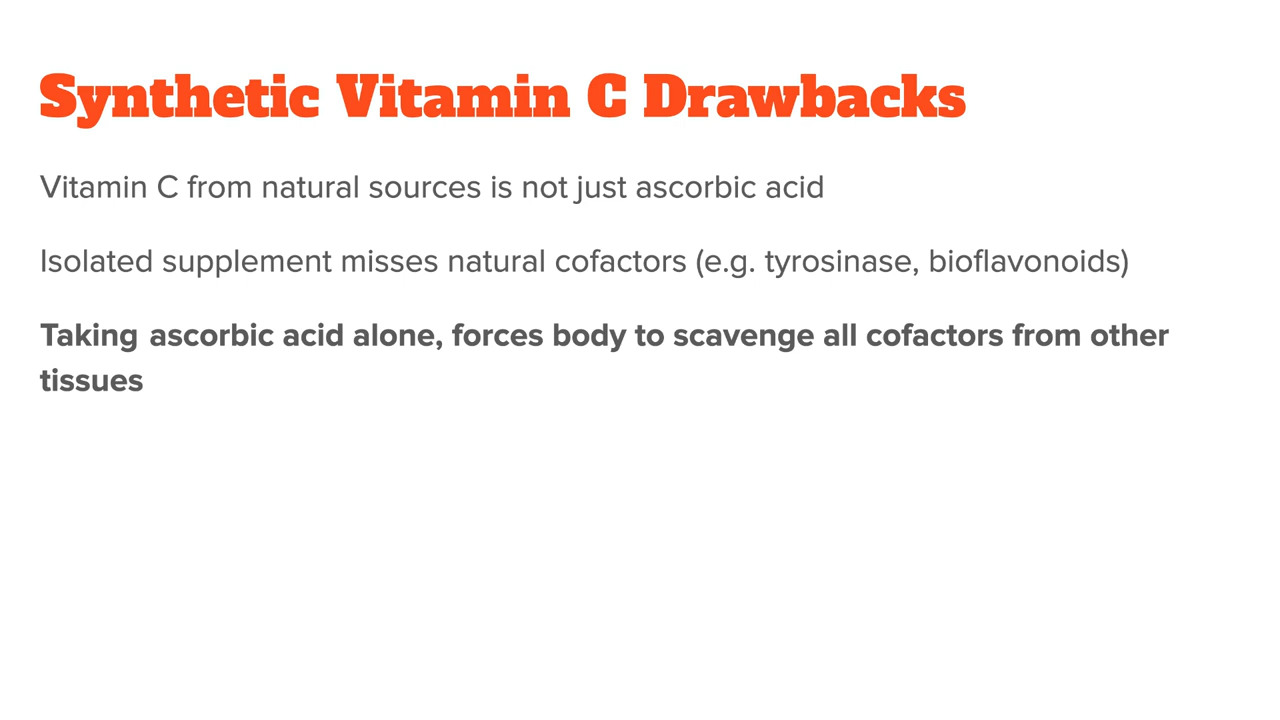 Synthetic Vitamin C Drawbacks
Vitamin C from natural sources is not just ascorbic acid
Isolated supplement misses natural cofactors (e.g. tyrosinase, bioflavonoids)
Taking ascorbic acid alone, forces body to scavenge all cofactors from other
tissues